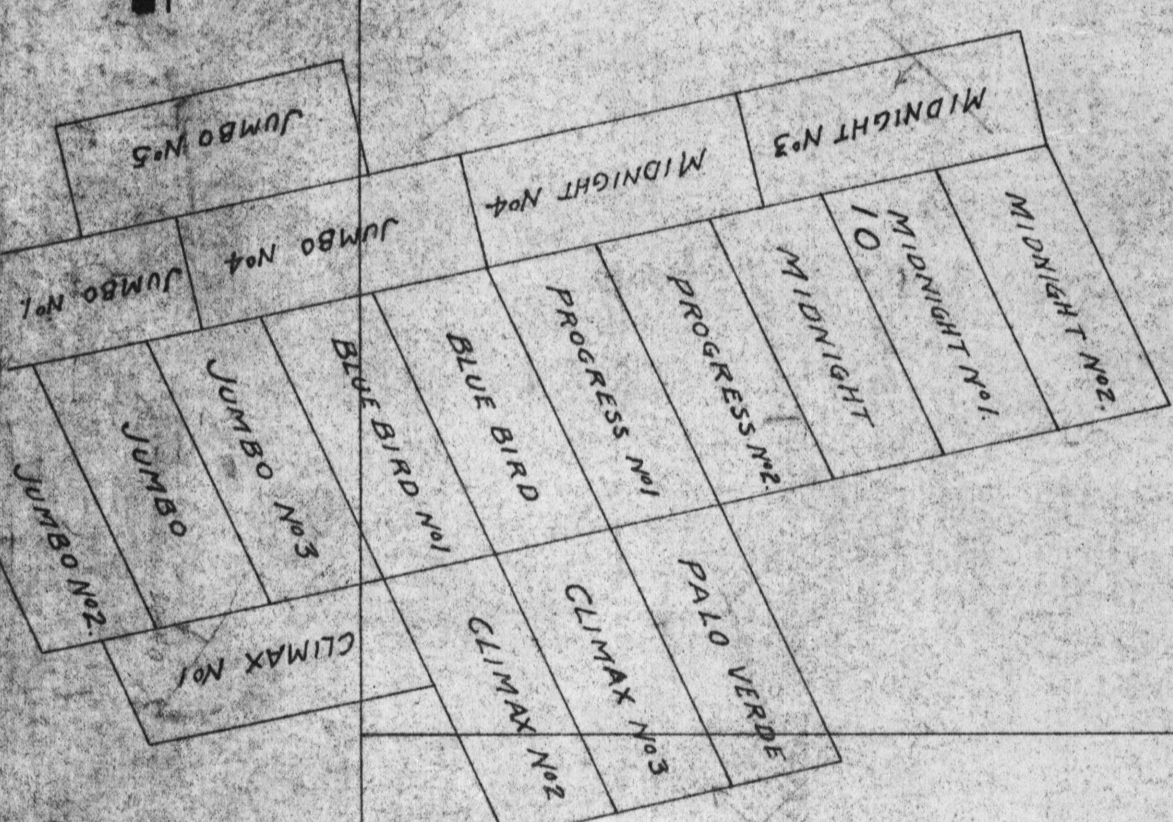 JUMBO Nº5
MIDNIGHT Nº3
MIDNIGHT Nº4
JUMBO Nº4
JUMBO Nº1.
JUMBO Nº2.
JUMBO
JUMBO Nº3
BLUE BIRD Nº1
BLUE BIRD
PROGRESS Nº1
PROGRESS Nº2.
MIDNIGHT
MIDNIGHT Nº1.
10
MIDNIGHT Nº2.
CLIMAX Nº1
CLIMAX Nº2
CLIMAX Nº3
PALO VERDE